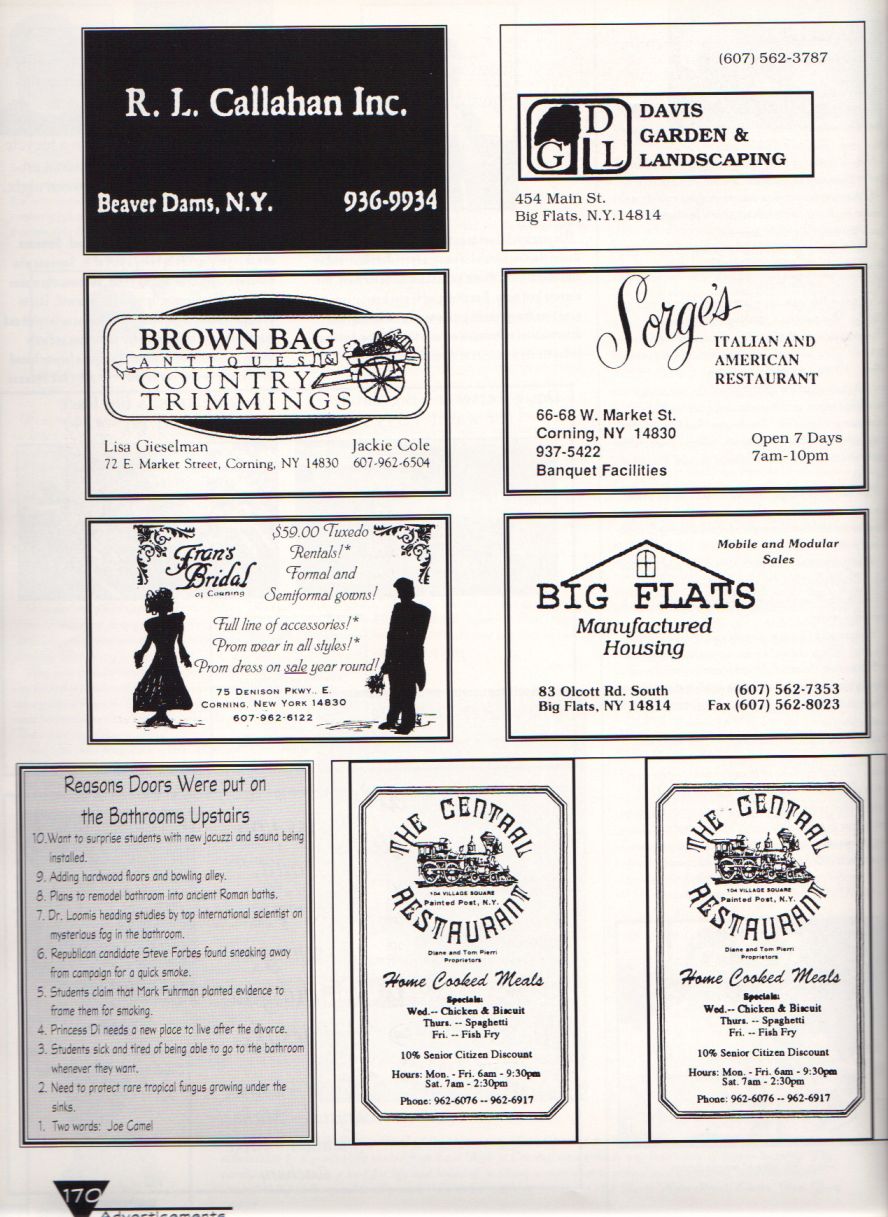 R. L. Callahan Inc.
Beaver Dams, N.Y. 936-9934
(607) 562-3787
G D L
DAVIS
GARDEN &
LANDSCAPING
454 Main St.
Big Flats, N.Y.14814
BROWN BAG
ANTIQUES &
COUNTRY
TRIMMINGS
Lisa Gieselman Jackie Cole
72 E. Market Street, Corning, NY 14830 607-962-6504
Sorge's
ITALIAN AND
AMERICAN
RESTAURANT
66-68 W. Market St.
Corning, NY 14830
937-5422
Banquet Facilities
Open 7 Days
7am-10pm
Fran's
Bridal
of Corning
$59.00 Tuxedo
Rentals!*
Formal and
Semiformal gowns!
Full line of accessories!*
Prom wear in all styles!*
Prom dress on sale year round!
75 DENISON PKWY., E.
CORNING, NEW YORK 14830
607-962-6122
Mobile and Modular
Sales
BIG FLATS
Manufactured
Housing
83 Olcott Rd. South (607) 562-7353
Big Flats, NY 14814 Fax (607) 562-8023
Reasons Doors Were put on
the Bathrooms Upstairs
10. Want to surprise students with new jacuzzi and sauna being
installed.
9. Adding hardwood floors and bowling alley.
8. Plans to remodel bathroom into ancient Roman baths.
7. Dr. Loomis heading studies by top international scientist on
mysterious fog in the bathroom.
6. Republican candidate Steve Forbes found sneaking away
from campaign for a quick smoke.
5. Students claim that Mark Fuhrman planted evidence to
frame them for smoking.
4. Princess Di needs a new place to live after the divorce.
3. Students sick and tired of being able to go to the bathroom
whenever they want.
2. Need to protect rare tropical fungus growing under the
sinks.
1. Two words: Joe Camel
THE CENTRAL
104 VILLAGE SQUARE
Painted Post, N.Y.
RESTAURANT
Diane and Tom Pierri
Proprietors
Home Cooked Meals
Specials:
Wed.-- Chicken & Biscuit
Thurs. -- Spaghetti
Fri. -- Fish Fry
10% Senior Citizen Discount
Hours: Mon. - Fri. 6am - 9:30pm
Sat. 7am - 2:30pm
Phone: 962-6076 -- 962-6917
THE CENTRAL
104 VILLAGE SQUARE
Painted Post, N.Y.
RESTAURANT
Diane and Tom Pierri
Proprietors
Home Cooked Meals
Specials:
Wed.-- Chicken & Biscuit
Thurs. -- Spaghetti
Fri. -- Fish Fry
10% Senior Citizen Discount
Hours: Mon. - Fri. 6am - 9:30pm
Sat. 7am - 2:30pm
Phone: 962-6076 -- 962-6917
170
Advertisements